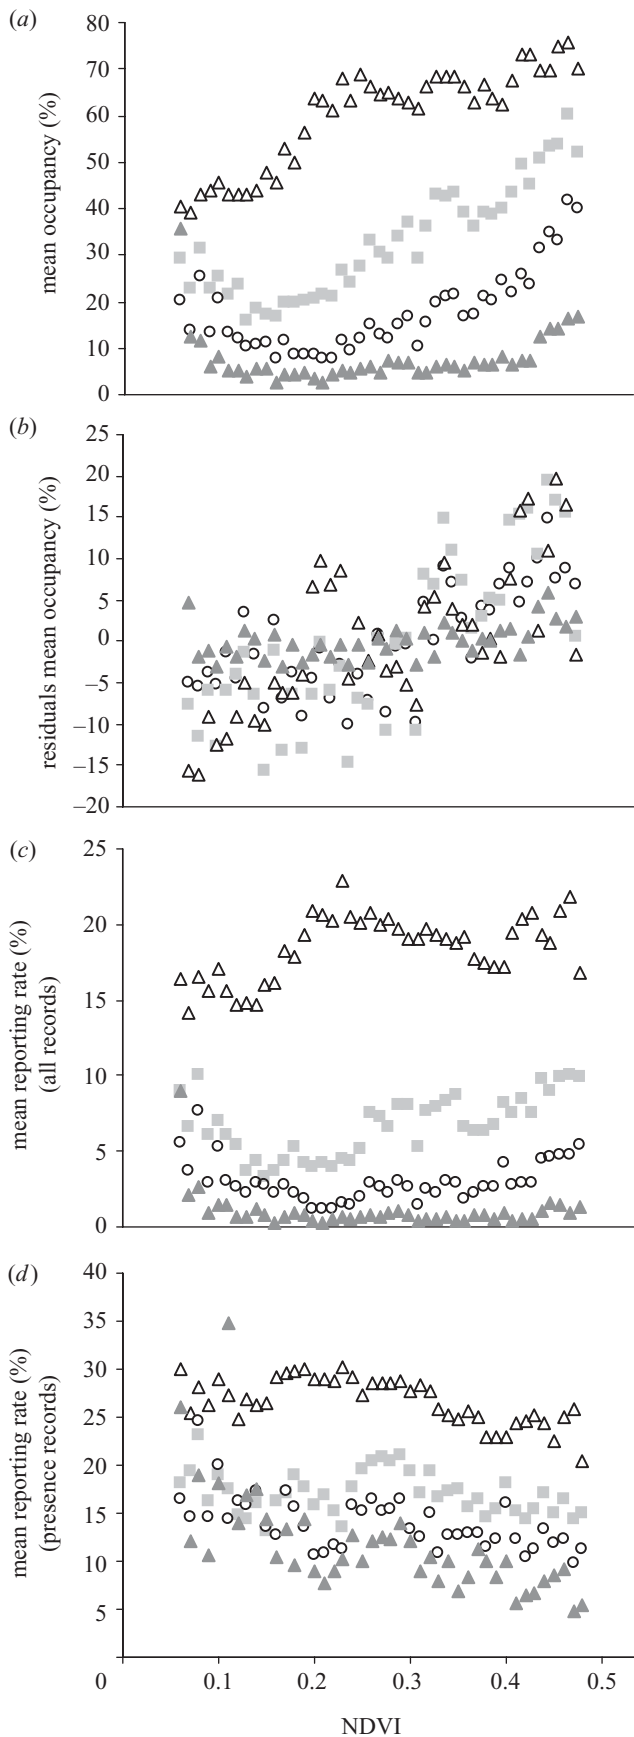 (a)
80
70
60
50
40
30
20
10
0
mean occupancy (%)
(b)
25
20
15
10
5
0
–5
–10
–15
–20
residuals mean occupancy (%)
(c)
25
20
15
10
5
0
mean reporting rate (%)
(all records)
(d)
40
35
30
25
20
15
10
5
mean reporting rate (%)
(presence records)
0 0.1 0.2 0.3 0.4 0.5
NDVI